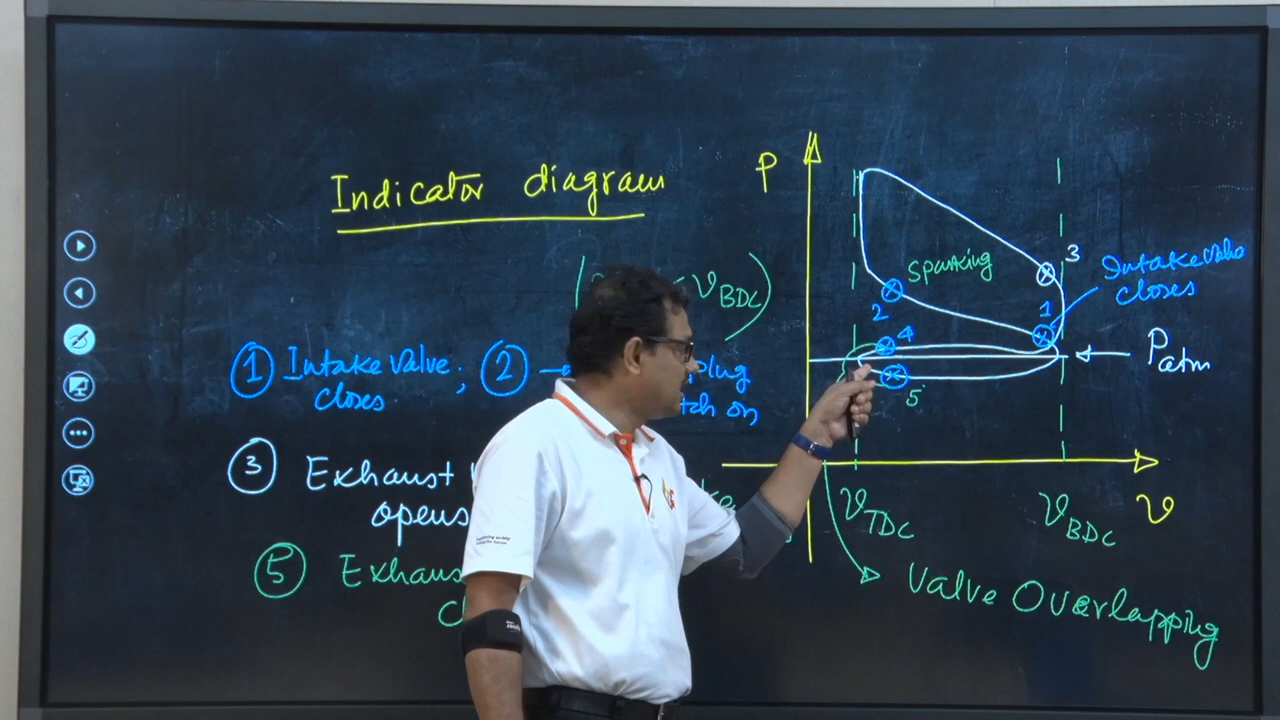 Indicator diagram
P
3
Sparking
Intake Valve
closes
2
1
4
5
Patm
VBDC)
① Intake Valve ; ② → plug
closes
tch on
③ Exhaust
opens
⑤ Exhaus
VTDC
VBDC
V
Valve Overlapping